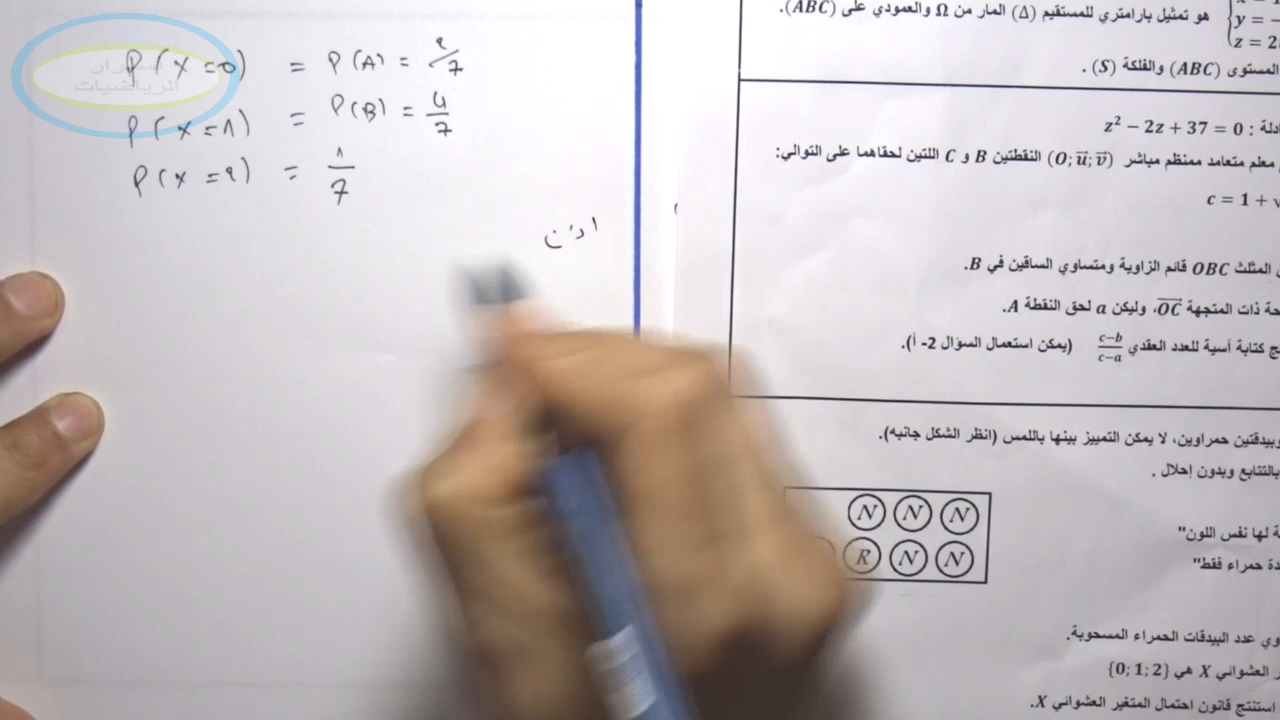 P(X=0) = P(A) = 2/7
P(X=1) = P(B) = 4/7
P(X=2) = 1/7
اذن
الرياضيات
هو تمثيل بارامتري للمستقيم (Δ) المار من Ω والعمودي على (ABC).
y = −
z = 2
المستوى (ABC) والفلكة (S) .
z² − 2z + 37 = 0 :
معلم متعامد ممنظم مباشر (O; u⃗; v⃗) النقطتين B و C اللتين لحقاهما على التوالي:
c = 1 +
المثلث OBC قائم الزاوية ومتساوي الساقين في B.
ذات المتجهة OC⃗، وليكن a لحق النقطة A.
كتابة أسية للعدد العقدي (c−b)/(c−a) (يمكن استعمال السؤال 2- أ).
وبيدقتين حمراوين، لا يمكن التمييز بينها باللمس (انظر الشكل جانبه).
بالتتابع وبدون إحلال .
N N N
R N N
لها نفس اللون"
حمراء فقط"
عدد البيدقات الحمراء المسحوبة.
العشوائي X هي {0; 1; 2}
استنتج قانون احتمال المتغير العشوائي X.